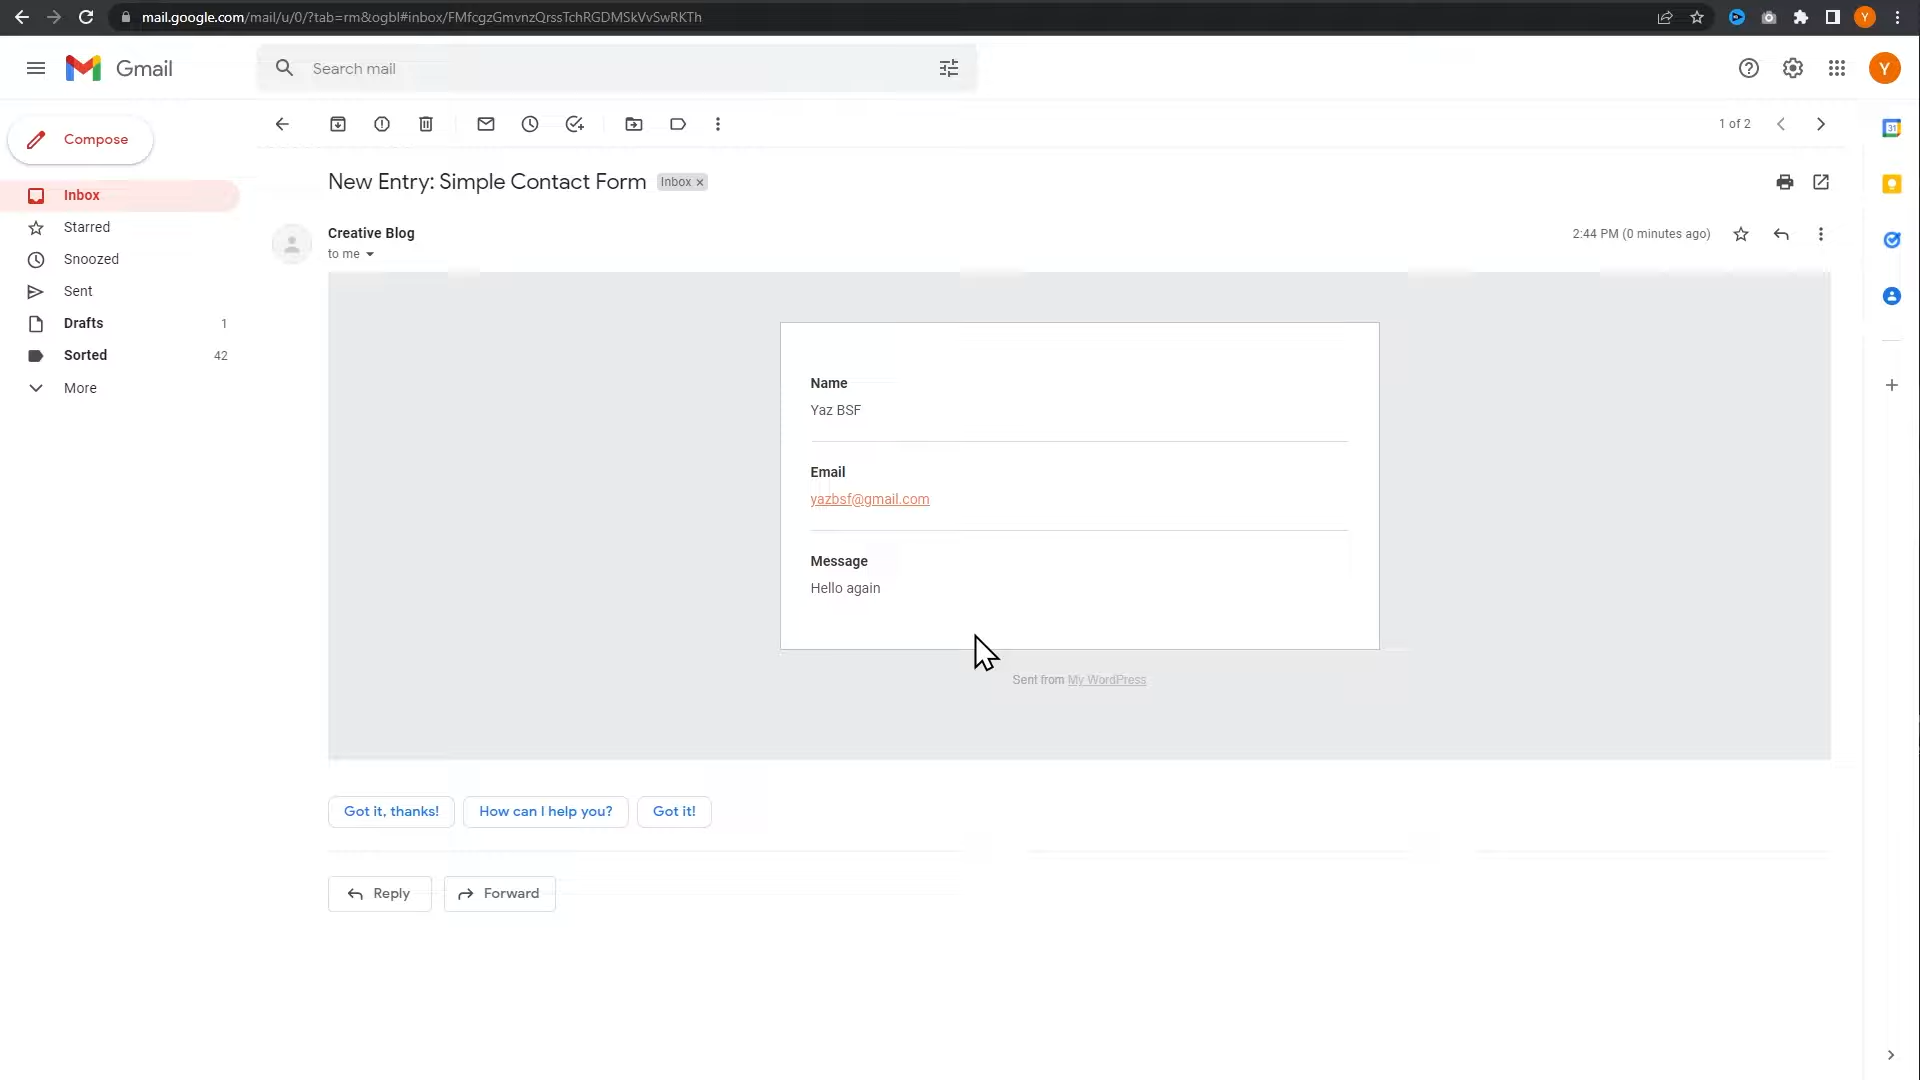 mail.google.com/mail/u/0/?tab=rm&ogbl#inbox/FMfcgzGmvnzQrssTchRGDMSkVvSwRKTh
Y
Gmail
Search mail
Y
Compose
1 of 2
31
New Entry: Simple Contact Form
Inbox ×
Inbox
Starred
Snoozed
Sent
Drafts 1
Sorted 42
More
Creative Blog
2:44 PM (0 minutes ago)
to me
Name
Yaz BSF
Email
yazbsf@gmail.com
Message
Hello again
Sent from My WordPress
Got it, thanks!
How can I help you?
Got it!
Reply
Forward